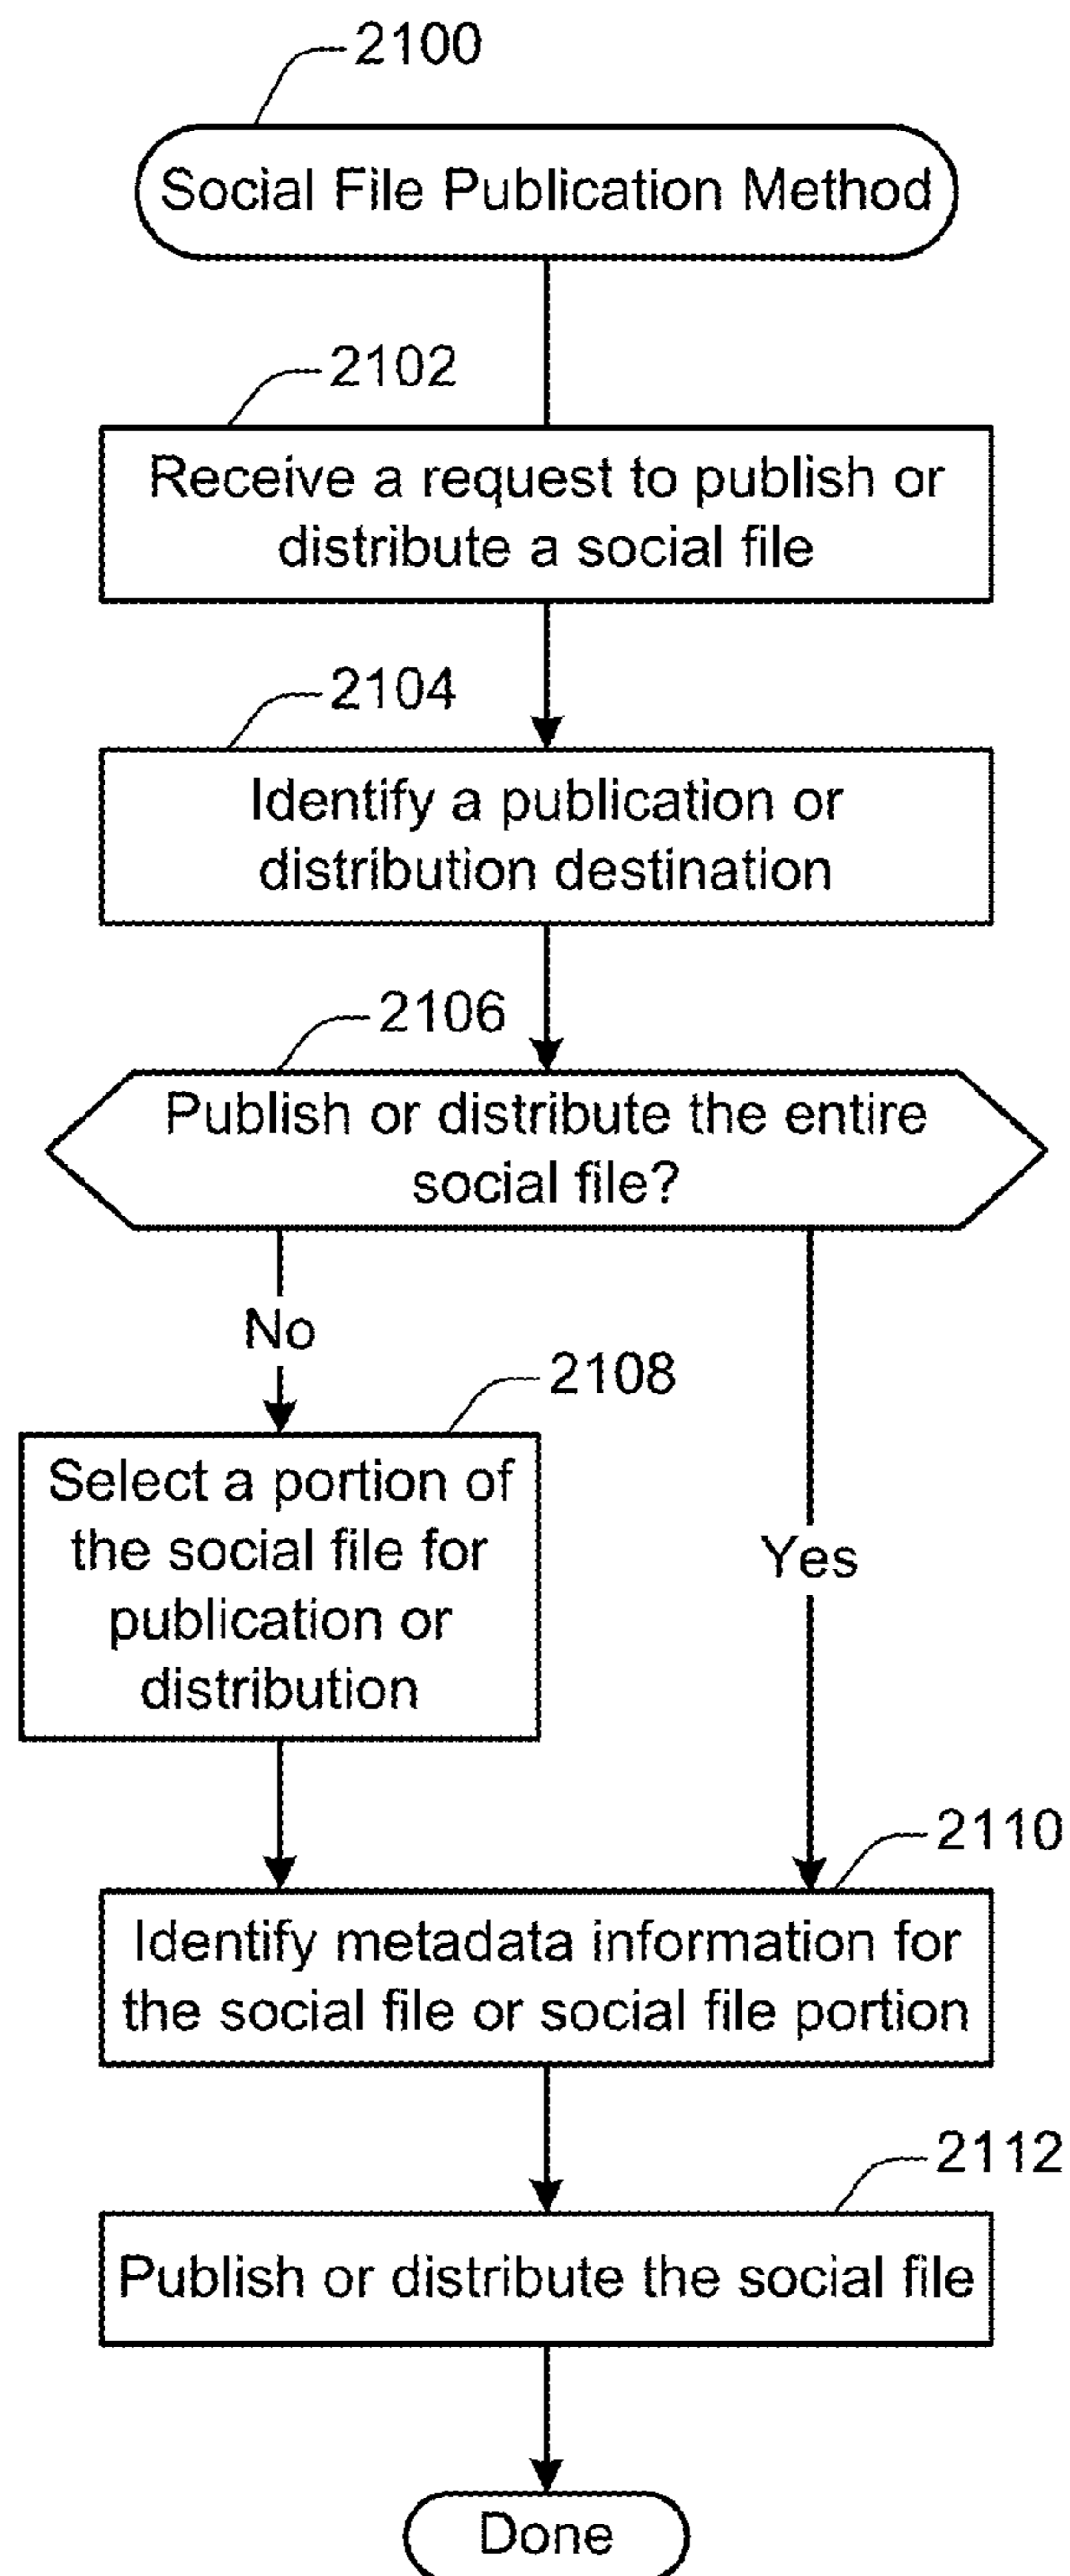 2100
Social File Publication Method
2102
Receive a request to publish or
distribute a social file
2104
Identify a publication or
distribution destination
2106
Publish or distribute the entire
social file?
No
2108
Select a portion of
the social file for
publication or
distribution
Yes
2110
Identify metadata information for
the social file or social file portion
2112
Publish or distribute the social file
Done